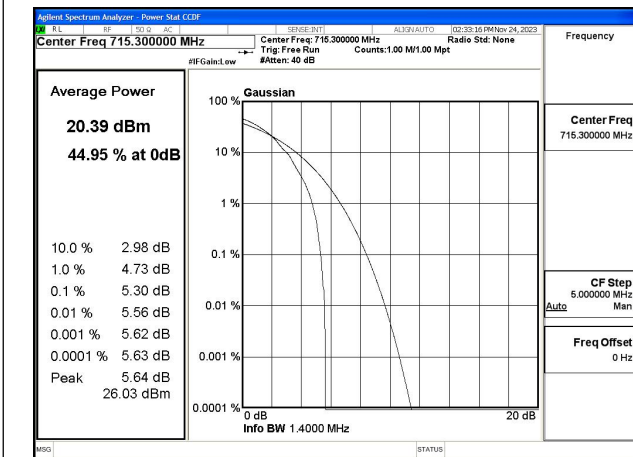 Agilent Spectrum Analyzer - Power Stat CCDF
RL RF 50 Ω AC SENSE:INT ALIGN AUTO 02:33:16 PM Nov 24, 2023
Center Freq 715.300000 MHz
Center Freq: 715.300000 MHz Radio Std: None
Trig: Free Run Counts:1.00 M/1.00 Mpt
#IFGain:Low #Atten: 40 dB
Frequency
Center Freq
715.300000 MHz
CF Step
5.000000 MHz
Auto Man
Freq Offset
0 Hz
Average Power
20.39 dBm
44.95 % at 0dB
10.0 % 2.98 dB
1.0 % 4.73 dB
0.1 % 5.30 dB
0.01 % 5.56 dB
0.001 % 5.62 dB
0.0001 % 5.63 dB
Peak 5.64 dB
26.03 dBm
Gaussian
100 %
10 %
1 %
0.1 %
0.01 %
0.001 %
0.0001 %
0 dB 20 dB
Info BW 1.4000 MHz
MSG STATUS